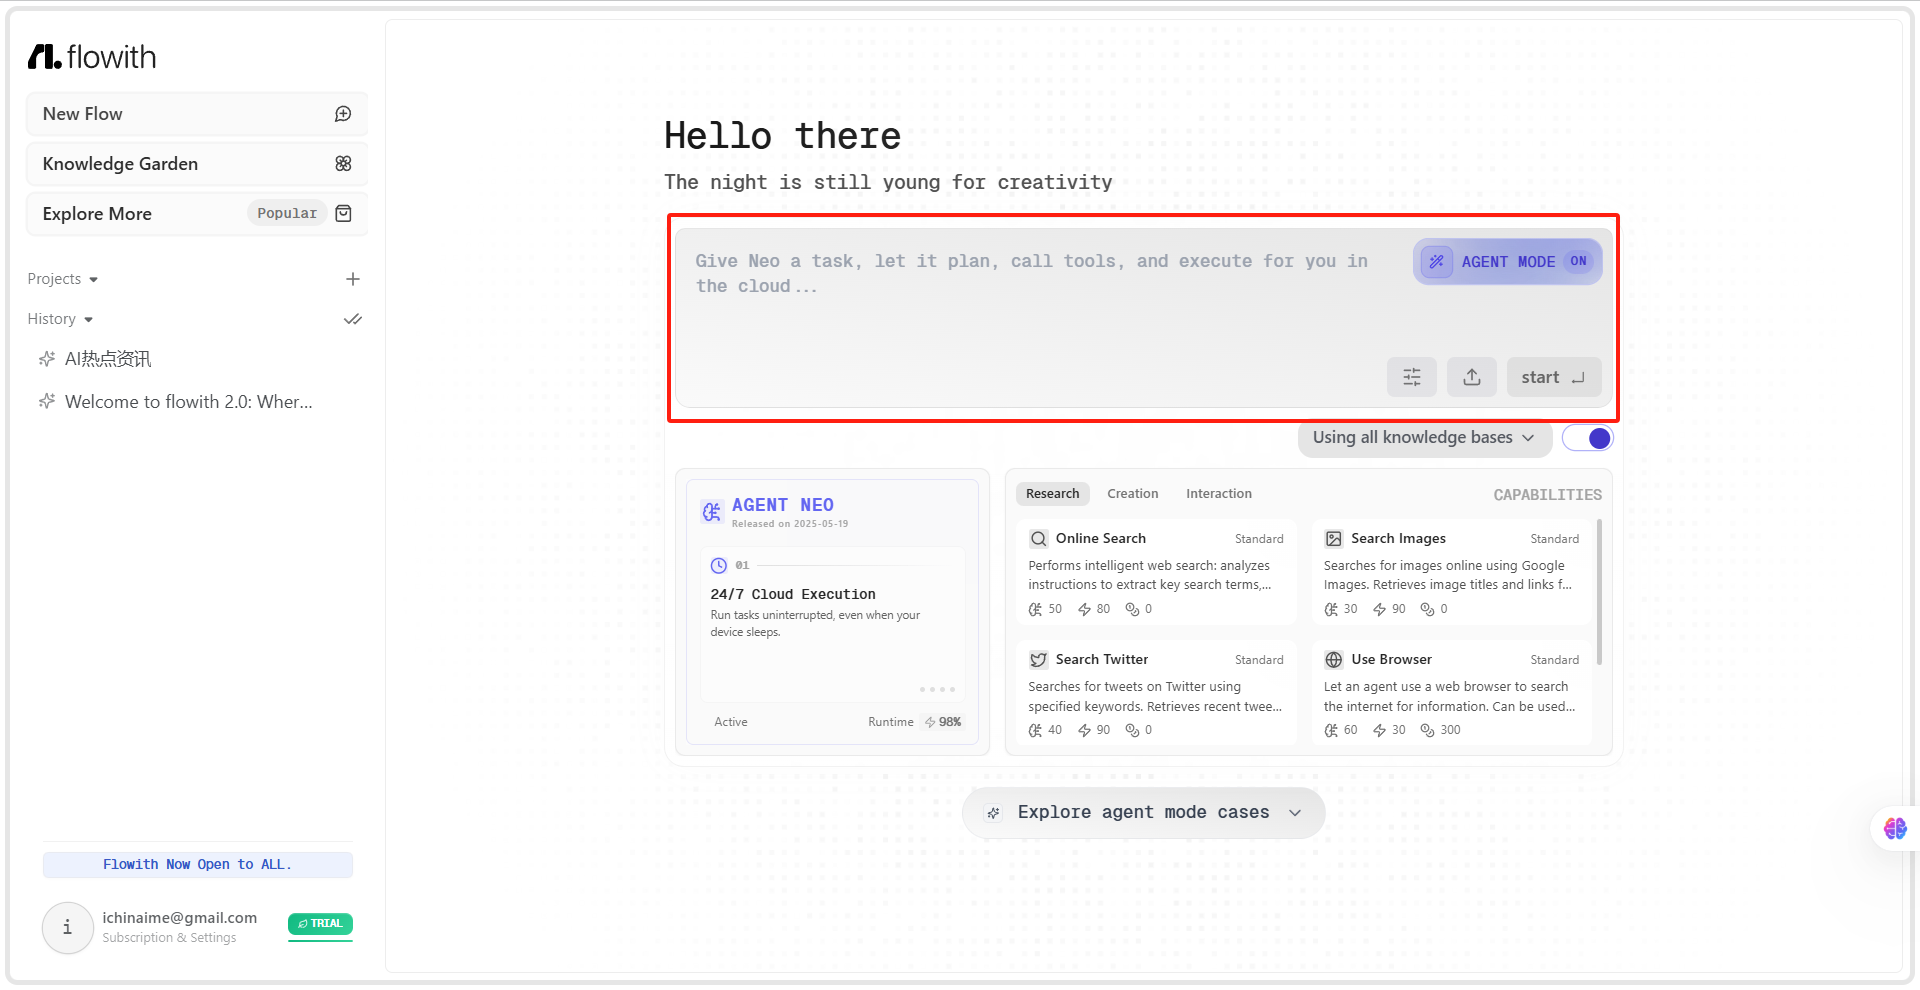 flowith
New Flow
Knowledge Garden
Explore More Popular
Projects
History
AI热点资讯
Welcome to flowith 2.0: Wher...
Flowith Now Open to ALL.
i
ichinaime@gmail.com
Subscription & Settings
TRIAL
Hello there
The night is still young for creativity
Give Neo a task, let it plan, call tools, and execute for you in
the cloud...
AGENT MODE ON
start
Using all knowledge bases
AGENT NEO
Released on 2025-05-19
01
24/7 Cloud Execution
Run tasks uninterrupted, even when your
device sleeps.
Active Runtime 98%
Research Creation Interaction CAPABILITIES
Online Search Standard
Performs intelligent web search: analyzes
instructions to extract key search terms,...
50 80 0
Search Images Standard
Searches for images online using Google
Images. Retrieves image titles and links f...
30 90 0
Search Twitter Standard
Searches for tweets on Twitter using
specified keywords. Retrieves recent twee...
40 90 0
Use Browser Standard
Let an agent use a web browser to search
the internet for information. Can be used...
60 30 300
Explore agent mode cases